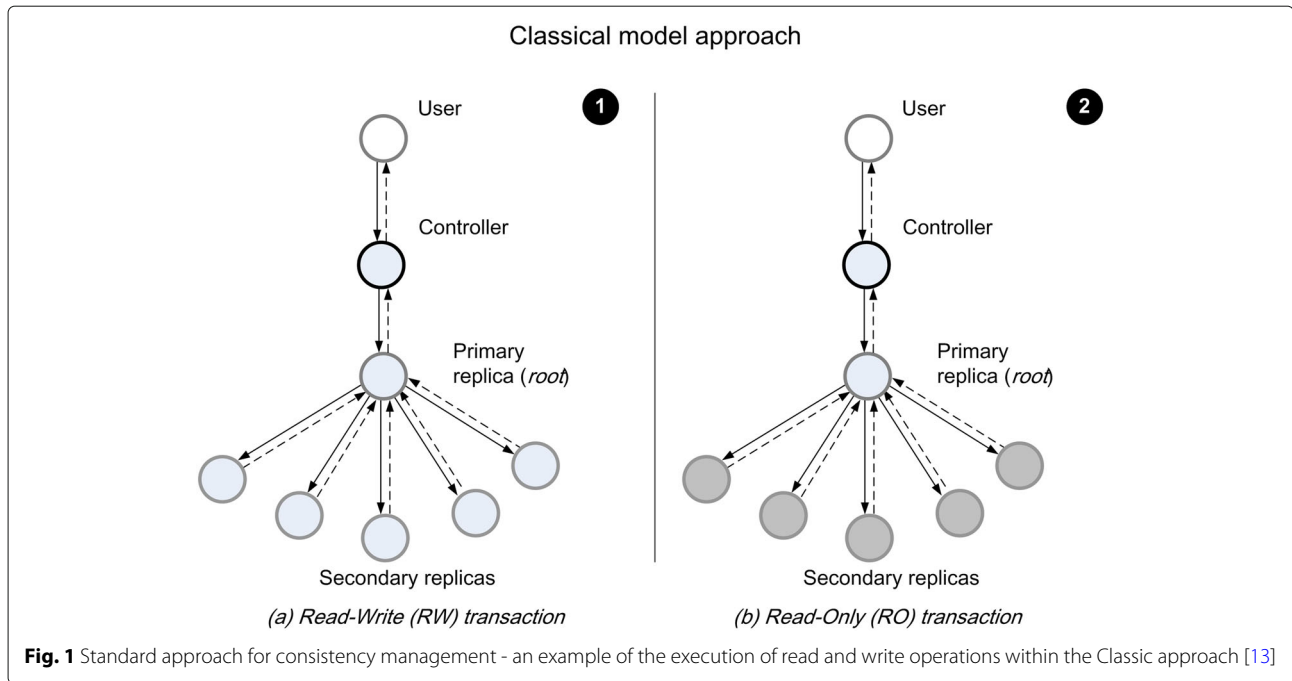 Classical model approach
1
User
Controller
Primary
replica (root)
Secondary replicas
(a) Read-Write (RW) transaction
2
User
Controller
Primary
replica (root)
Secondary replicas
(b) Read-Only (RO) transaction
Fig. 1 Standard approach for consistency management - an example of the execution of read and write operations within the Classic approach [13]